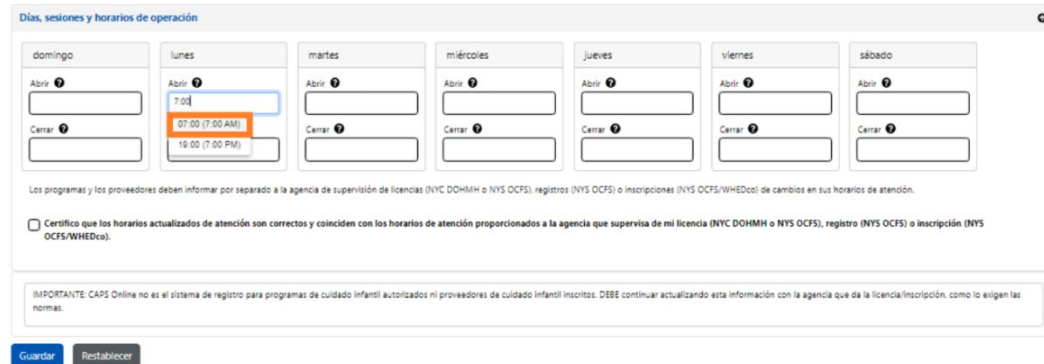 Días, sesiones y horarios de operación
domingo
lunes
martes
miércoles
jueves
viernes
sábado
Abrir
Abrir
Abrir
Abrir
Abrir
Abrir
Abrir
7:00
07:00 (7:00 AM)
19:00 (7:00 PM)
Cerrar
Cerrar
Cerrar
Cerrar
Cerrar
Cerrar
Los programas y los proveedores deben informar por separado a la agencia de supervisión de licencias (NYC DOHMH o NYS OCFS), registros (NYS OCFS) o inscripciones (NYS OCFS/WHEDco) de cambios en sus horarios de atención.
Certifico que los horarios actualizados de atención son correctos y coinciden con los horarios de atención proporcionados a la agencia que supervisa de mi licencia (NYC DOHMH o NYS OCFS), registro (NYS OCFS) o inscripción (NYS
OCFS/WHEDco).
IMPORTANTE: CAPS Online no es el sistema de registro para programas de cuidado infantil autorizados ni proveedores de cuidado infantil inscritos. DEBE continuar actualizando esta información con la agencia que da la licencia/inscripción, como lo exigen las
normas.
Guardar
Restablecer